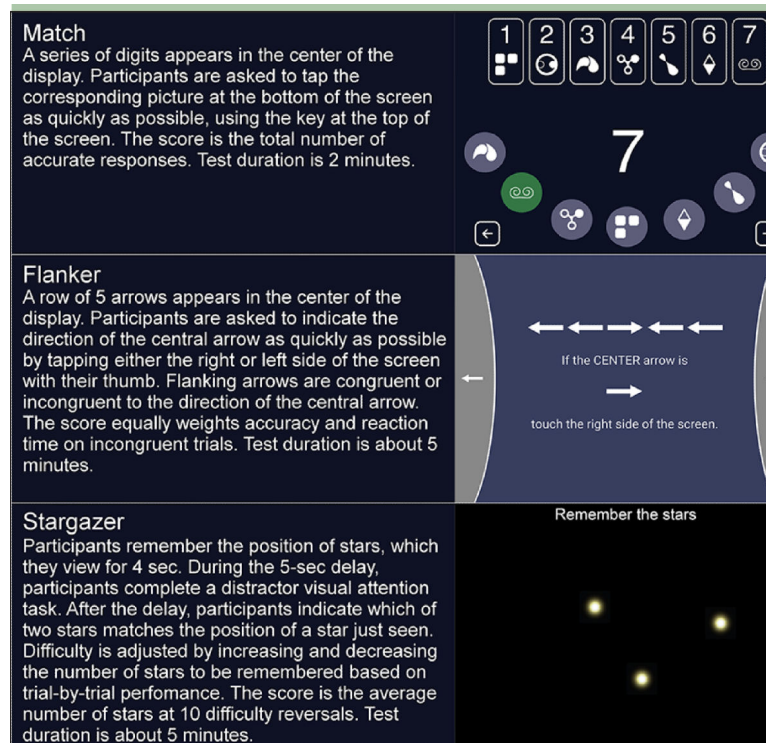 Match
A series of digits appears in the center of the
display. Participants are asked to tap the
corresponding picture at the bottom of the screen
as quickly as possible, using the key at the top of
the screen. The score is the total number of
accurate responses. Test duration is 2 minutes.
1 2 3 4 5 6 7
7
Flanker
A row of 5 arrows appears in the center of the
display. Participants are asked to indicate the
direction of the central arrow as quickly as possible
by tapping either the right or left side of the screen
with their thumb. Flanking arrows are congruent or
incongruent to the direction of the central arrow.
The score equally weights accuracy and reaction
time on incongruent trials. Test duration is about 5
minutes.
If the CENTER arrow is
touch the right side of the screen.
Stargazer
Participants remember the position of stars, which
they view for 4 sec. During the 5-sec delay,
participants complete a distractor visual attention
task. After the delay, participants indicate which of
two stars matches the position of a star just seen.
Difficulty is adjusted by increasing and decreasing
the number of stars to be remembered based on
trial-by-trial perfomance. The score is the average
number of stars at 10 difficulty reversals. Test
duration is about 5 minutes.
Remember the stars